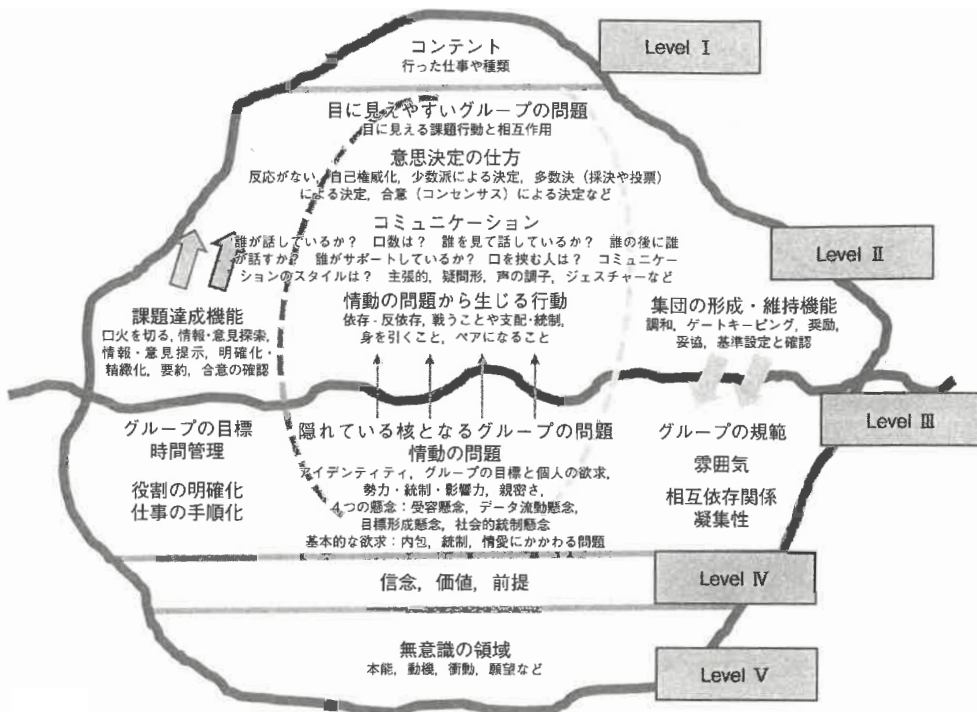 コンテント
行った仕事や種類
Level Ⅰ
目に見えやすいグループの問題
目に見える課題行動と相互作用
意思決定の仕方
反応がない, 自己権威化, 少数派による決定, 多数決（採決や投票）
による決定, 合意（コンセンサス）による決定など
コミュニケーション
誰が話しているか？ 口数は？ 誰を見て話しているか？ 誰の後に誰
が話すか？ 誰がサポートしているか？ 口を挟む人は？ コミュニケー
ションのスタイルは？ 主張的, 疑問形, 声の調子, ジェスチャーなど
Level Ⅱ
課題達成機能
口火を切る, 情報・意見探索,
情報・意見提示, 明確化・
精緻化, 要約, 合意の確認
情動の問題から生じる行動
依存‐反依存, 戦うことや支配・統制,
身を引くこと, ペアになること
集団の形成・維持機能
調和, ゲートキーピング, 奨励,
妥協, 基準設定と確認
Level Ⅲ
グループの目標
時間管理
役割の明確化
仕事の手順化
隠れている核となるグループの問題
情動の問題
アイデンティティ, グループの目標と個人の欲求,
勢力・統制・影響力, 親密さ,
4つの懸念：受容懸念, データ流動懸念,
目標形成懸念, 社会的統制懸念
基本的な欲求：内包, 統制, 情愛にかかわる問題
グループの規範
雰囲気
相互依存関係
凝集性
信念, 価値, 前提
Level Ⅳ
無意識の領域
本能, 動機, 衝動, 願望など
Level Ⅴ